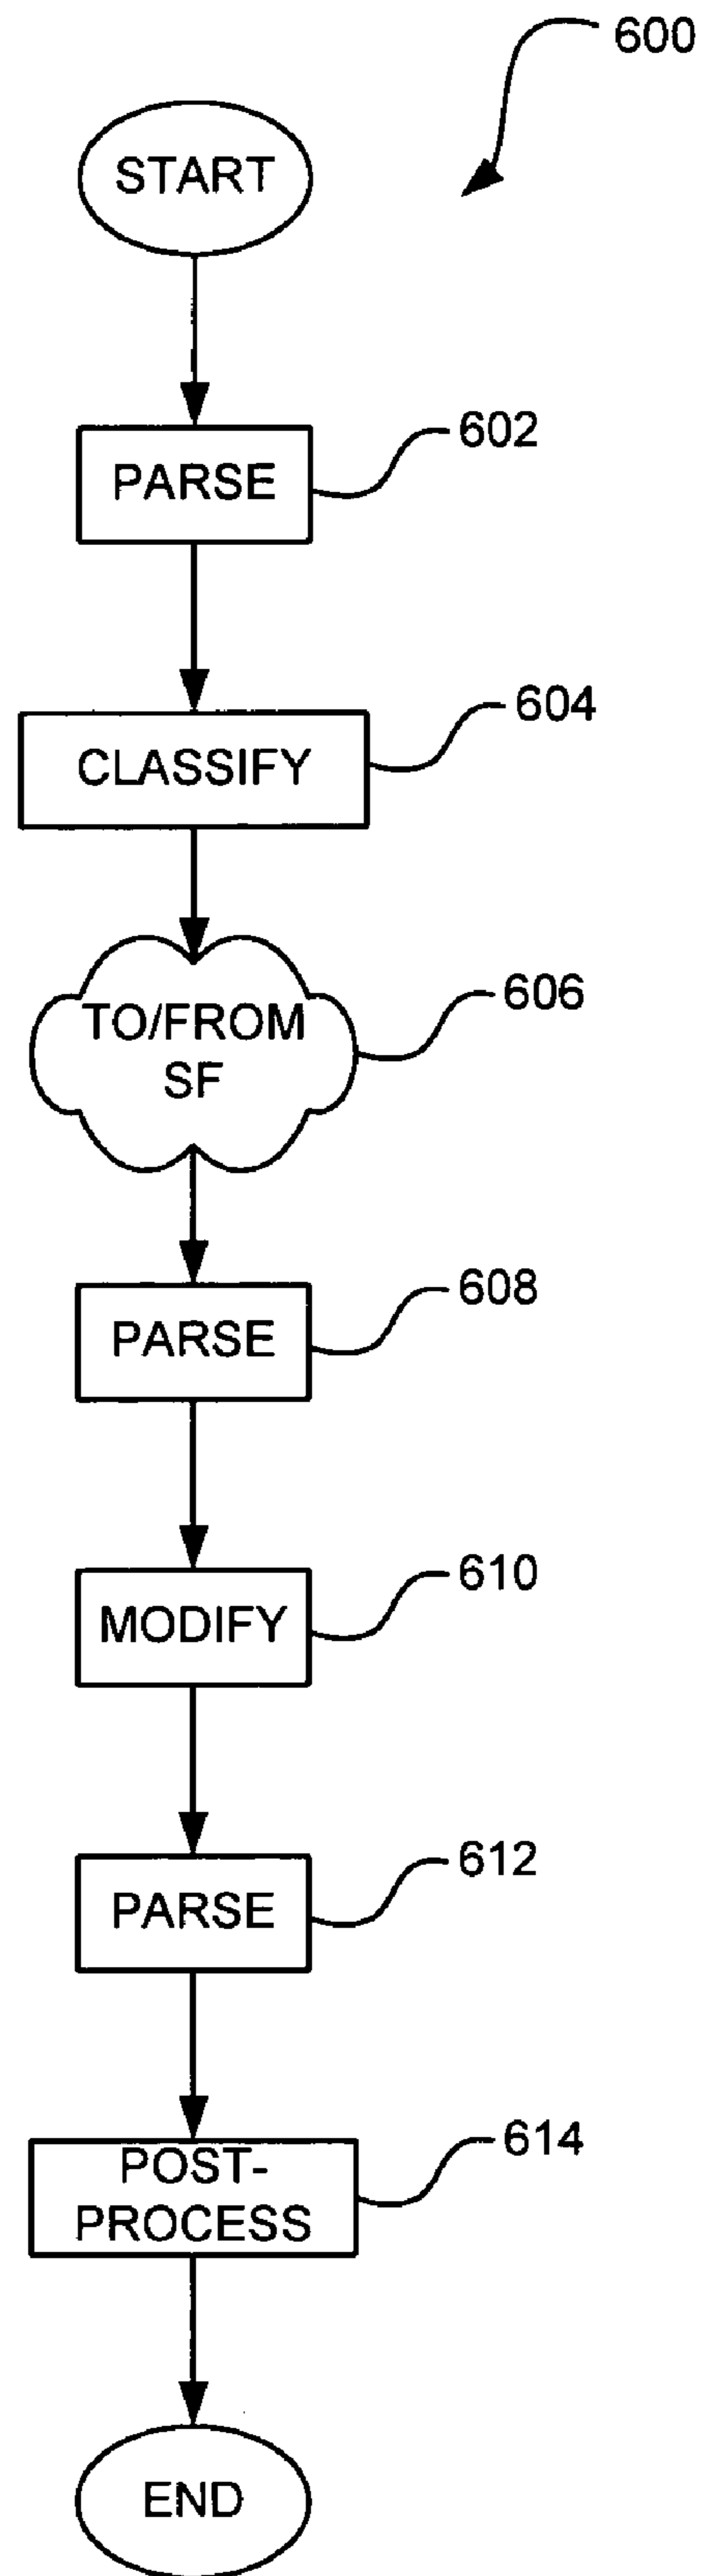 600
START
PARSE
602
CLASSIFY
604
TO/FROM
SF
606
PARSE
608
MODIFY
610
PARSE
612
POST-
PROCESS
614
END